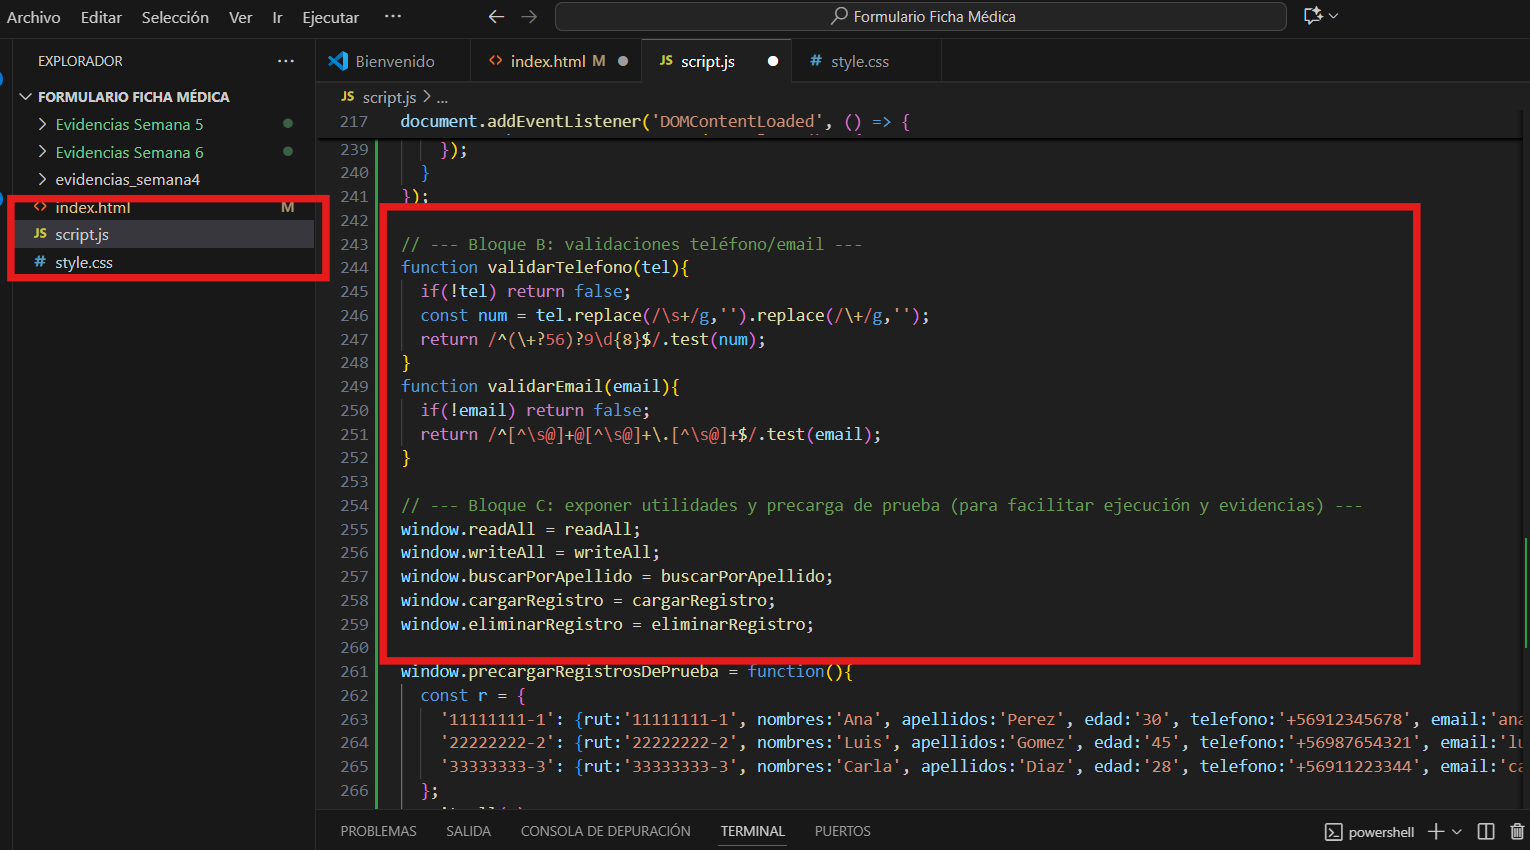 Archivo Editar Selección Ver Ir Ejecutar ··· Formulario Ficha Médica
EXPLORADOR ···
FORMULARIO FICHA MÉDICA
Evidencias Semana 5
Evidencias Semana 6
evidencias_semana4
index.html M
JS script.js
# style.css
Bienvenido <> index.html M JS script.js # style.css
JS script.js > ...
217 document.addEventListener('DOMContentLoaded', () => {
239 });
240 }
241 });
242
243 // --- Bloque B: validaciones teléfono/email ---
244 function validarTelefono(tel){
245 if(!tel) return false;
246 const num = tel.replace(/\s+/g,'').replace(/\+/g,'');
247 return /^(\+?56)?9\d{8}$/.test(num);
248 }
249 function validarEmail(email){
250 if(!email) return false;
251 return /^[^\s@]+@[^\s@]+\.[^\s@]+$/.test(email);
252 }
253
254 // --- Bloque C: exponer utilidades y precarga de prueba (para facilitar ejecución y evidencias) ---
255 window.readAll = readAll;
256 window.writeAll = writeAll;
257 window.buscarPorApellido = buscarPorApellido;
258 window.cargarRegistro = cargarRegistro;
259 window.eliminarRegistro = eliminarRegistro;
260
261 window.precargarRegistrosDePrueba = function(){
262 const r = {
263 '11111111-1': {rut:'11111111-1', nombres:'Ana', apellidos:'Perez', edad:'30', telefono:'+56912345678', email:'ana
264 '22222222-2': {rut:'22222222-2', nombres:'Luis', apellidos:'Gomez', edad:'45', telefono:'+56987654321', email:'lu
265 '33333333-3': {rut:'33333333-3', nombres:'Carla', apellidos:'Diaz', edad:'28', telefono:'+56911223344', email:'ca
266 };
PROBLEMAS SALIDA CONSOLA DE DEPURACIÓN TERMINAL PUERTOS powershell